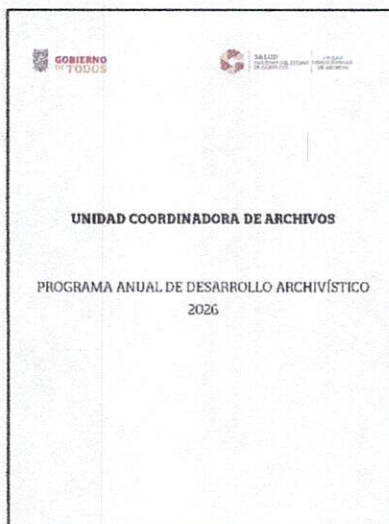 GOBIERNO
DE TODOS
SALUD
UNIDAD COORDINADORA DE ARCHIVOS
PROGRAMA ANUAL DE DESARROLLO ARCHIVÍSTICO
2026